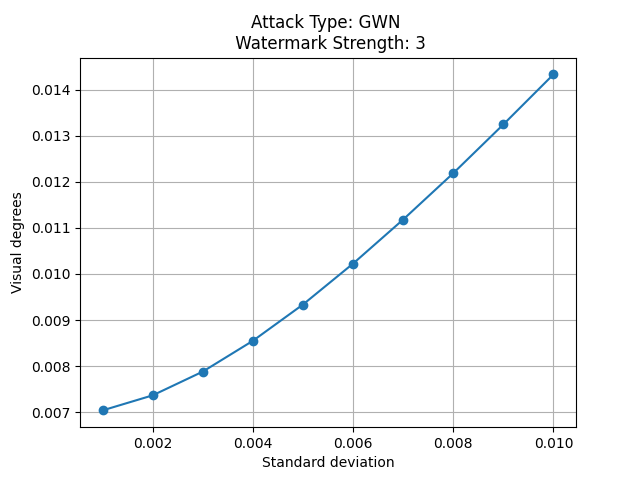 Attack Type: GWN
Watermark Strength: 3
Visual degrees
0.014
0.013
0.012
0.011
0.010
0.009
0.008
0.007
0.002 0.004 0.006 0.008 0.010
Standard deviation